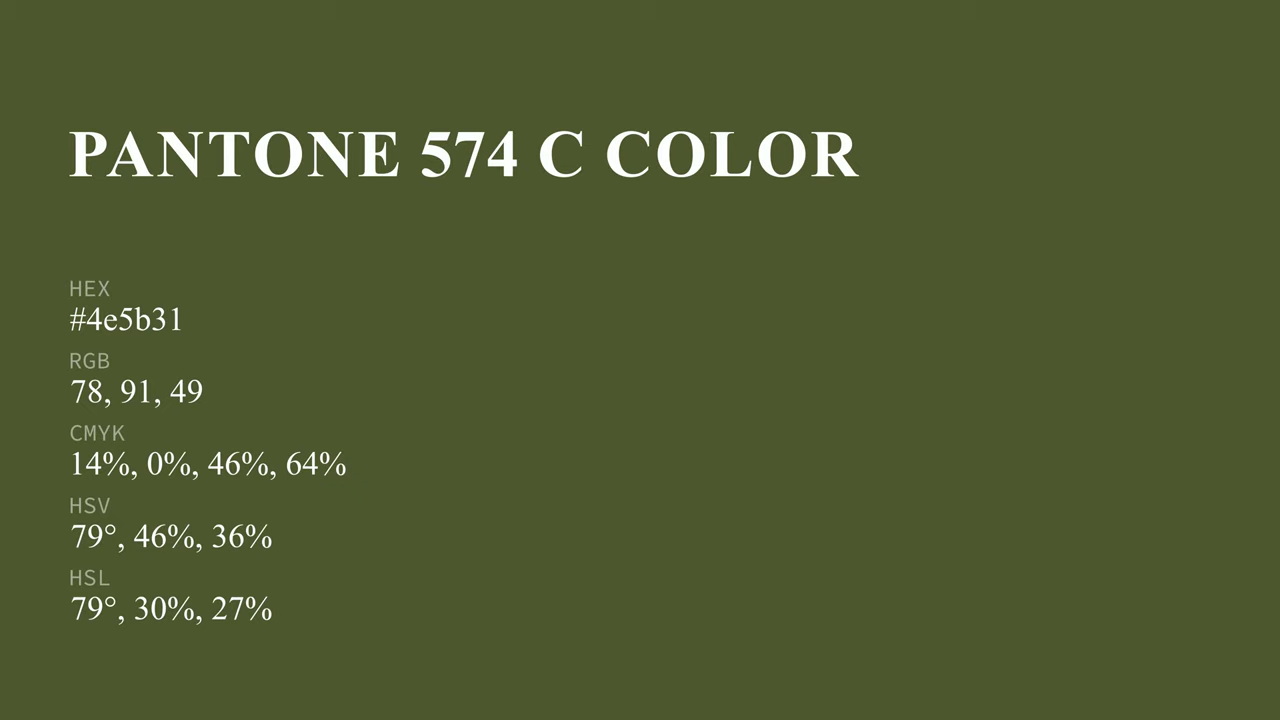 PANTONE 574 C COLOR
HEX
#4e5b31
RGB
78, 91, 49
CMYK
14%, 0%, 46%, 64%
HSV
79°, 46%, 36%
HSL
79°, 30%, 27%